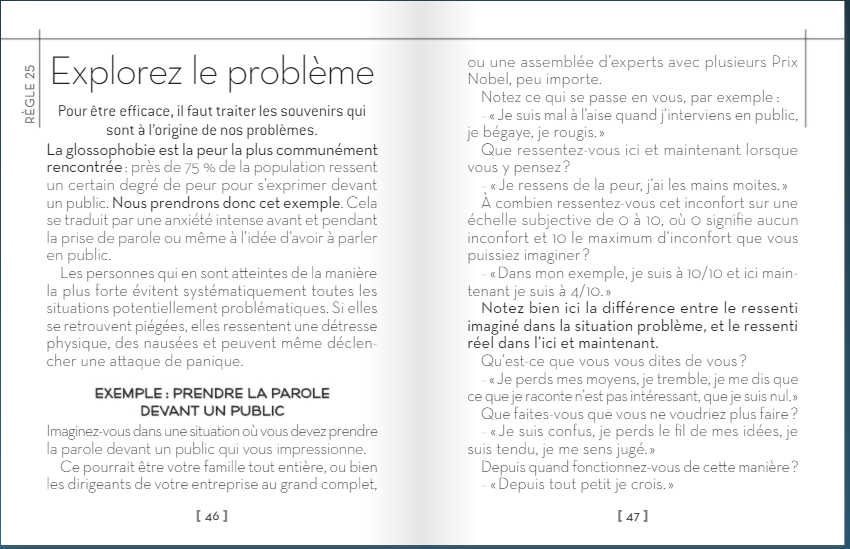 RÈGLE 25
Explorez le problème
Pour être efficace, il faut traiter les souvenirs qui
sont à l'origine de nos problèmes.
La glossophobie est la peur la plus communément
rencontrée : près de 75 % de la population ressent
un certain degré de peur pour s'exprimer devant
un public. Nous prendrons donc cet exemple. Cela
se traduit par une anxiété intense avant et pendant
la prise de parole ou même à l'idée d'avoir à parler
en public.
Les personnes qui en sont atteintes de la manière
la plus forte évitent systématiquement toutes les
situations potentiellement problématiques. Si elles
se retrouvent piégées, elles ressentent une détresse
physique, des nausées et peuvent même déclen-
cher une attaque de panique.
EXEMPLE : PRENDRE LA PAROLE
DEVANT UN PUBLIC
Imaginez-vous dans une situation où vous devez prendre
la parole devant un public qui vous impressionne.
Ce pourrait être votre famille tout entière, ou bien
les dirigeants de votre entreprise au grand complet,
[ 46 ]
ou une assemblée d'experts avec plusieurs Prix
Nobel, peu importe.
Notez ce qui se passe en vous, par exemple :
– « Je suis mal à l'aise quand j'interviens en public,
je bégaye, je rougis. »
Que ressentez-vous ici et maintenant lorsque
vous y pensez ?
– « Je ressens de la peur, j'ai les mains moites. »
À combien ressentez-vous cet inconfort sur une
échelle subjective de 0 à 10, où 0 signifie aucun
inconfort et 10 le maximum d'inconfort que vous
puissiez imaginer ?
– « Dans mon exemple, je suis à 10/10 et ici main-
tenant je suis à 4/10. »
Notez bien ici la différence entre le ressenti
imaginé dans la situation problème, et le ressenti
réel dans l'ici et maintenant.
Qu'est-ce que vous vous dites de vous ?
– « Je perds mes moyens, je tremble, je me dis que
ce que je raconte n'est pas intéressant, que je suis nul. »
Que faites-vous que vous ne voudriez plus faire ?
– « Je suis confus, je perds le fil de mes idées, je
suis tendu, je me sens jugé. »
Depuis quand fonctionnez-vous de cette manière ?
– « Depuis tout petit je crois. »
[ 47 ]